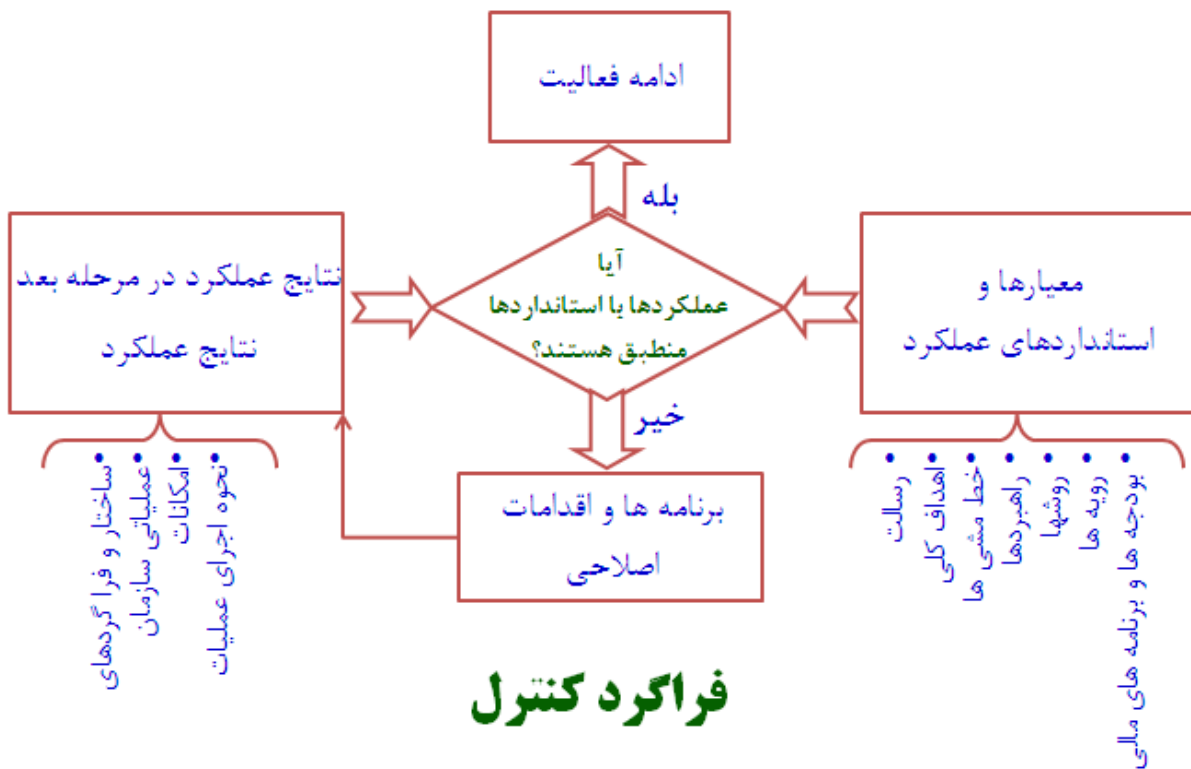 ادامه فعالیت
بله
معیارها و
استانداردهای عملکرد
آیا
عملکردها با استانداردها
منطبق هستند؟
نتایج عملکرد در مرحله بعد
نتایج عملکرد
خیر
برنامه ها و اقدامات
اصلاحی
• رسالت
• اهداف کلی
• خط مشی ها
• راهبردها
• روشها
• رویه ها
• بودجه ها و برنامه های مالی
• ساختار و فرا گردهای
• عملیاتی سازمان
• امکانات
• نحوه اجرای عملیات
فراگرد کنترل